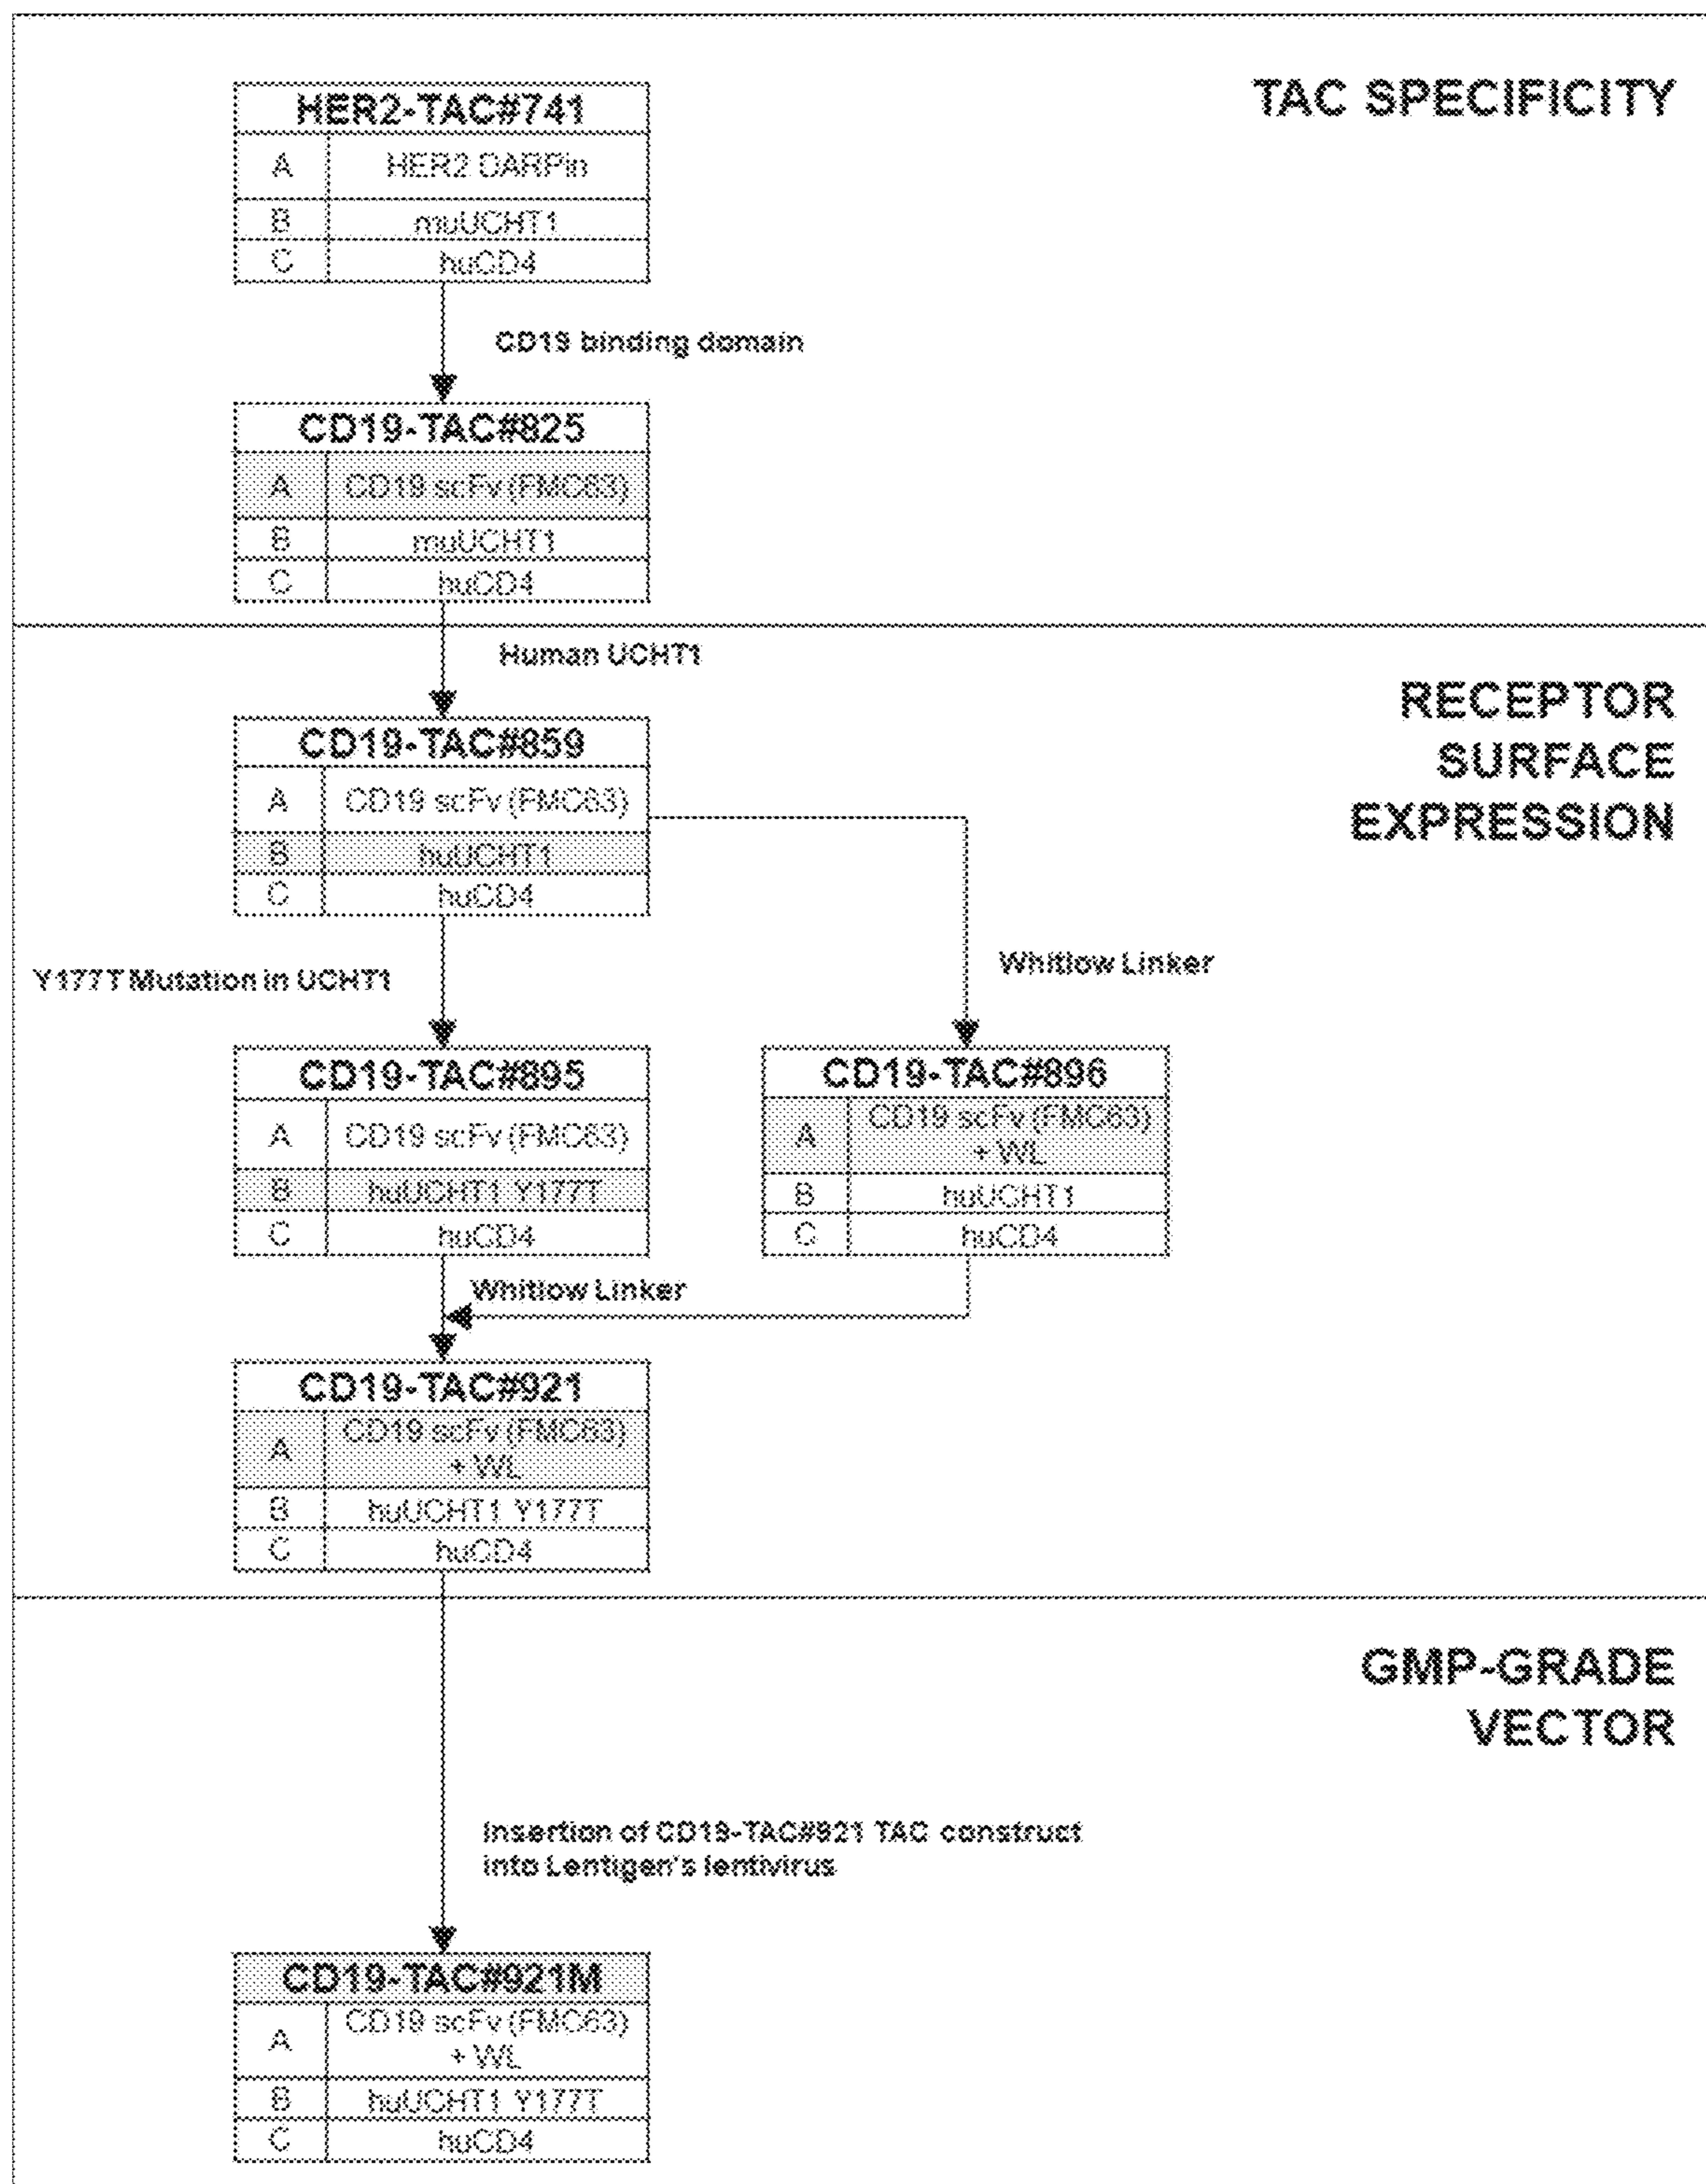 TAC SPECIFICITY
HER2-TAC#741
A HER2 DARPin
B muUCHT1
C huCD4
CD19 binding domain
CD19-TAC#825
A CD19 scFv (FMC63)
B muUCHT1
C huCD4
RECEPTOR
SURFACE
EXPRESSION
Human UCHT1
CD19-TAC#859
A CD19 scFv (FMC63)
B huUCHT1
C huCD4
Y177T Mutation in UCHT1
Whitlow Linker
CD19-TAC#895
A CD19 scFv (FMC63)
B huUCHT1 Y177T
C huCD4
CD19-TAC#896
A CD19 scFv (FMC63)
+ WL
B huUCHT1
C huCD4
Whitlow Linker
CD19-TAC#921
A CD19 scFv (FMC63)
+ WL
B huUCHT1 Y177T
C huCD4
GMP-GRADE
VECTOR
Insertion of CD19-TAC#921 TAC construct
into Lentigen's lentivirus
CD19-TAC#921M
A CD19 scFv (FMC63)
+ WL
B huUCHT1 Y177T
C huCD4